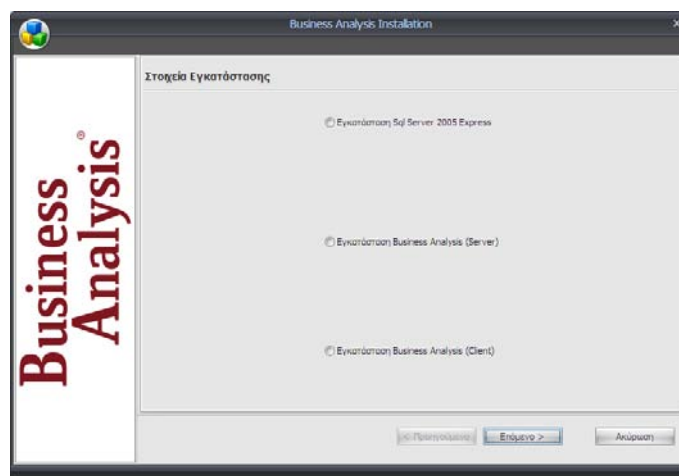 Business Analysis Installation
Στοιχεία Εγκατάστασης
Business
Analysis®
Εγκατάσταση Sql Server 2005 Express
Εγκατάσταση Business Analysis (Server)
Εγκατάσταση Business Analysis (Client)
< Προηγούμενο
Επόμενο >
Ακύρωση